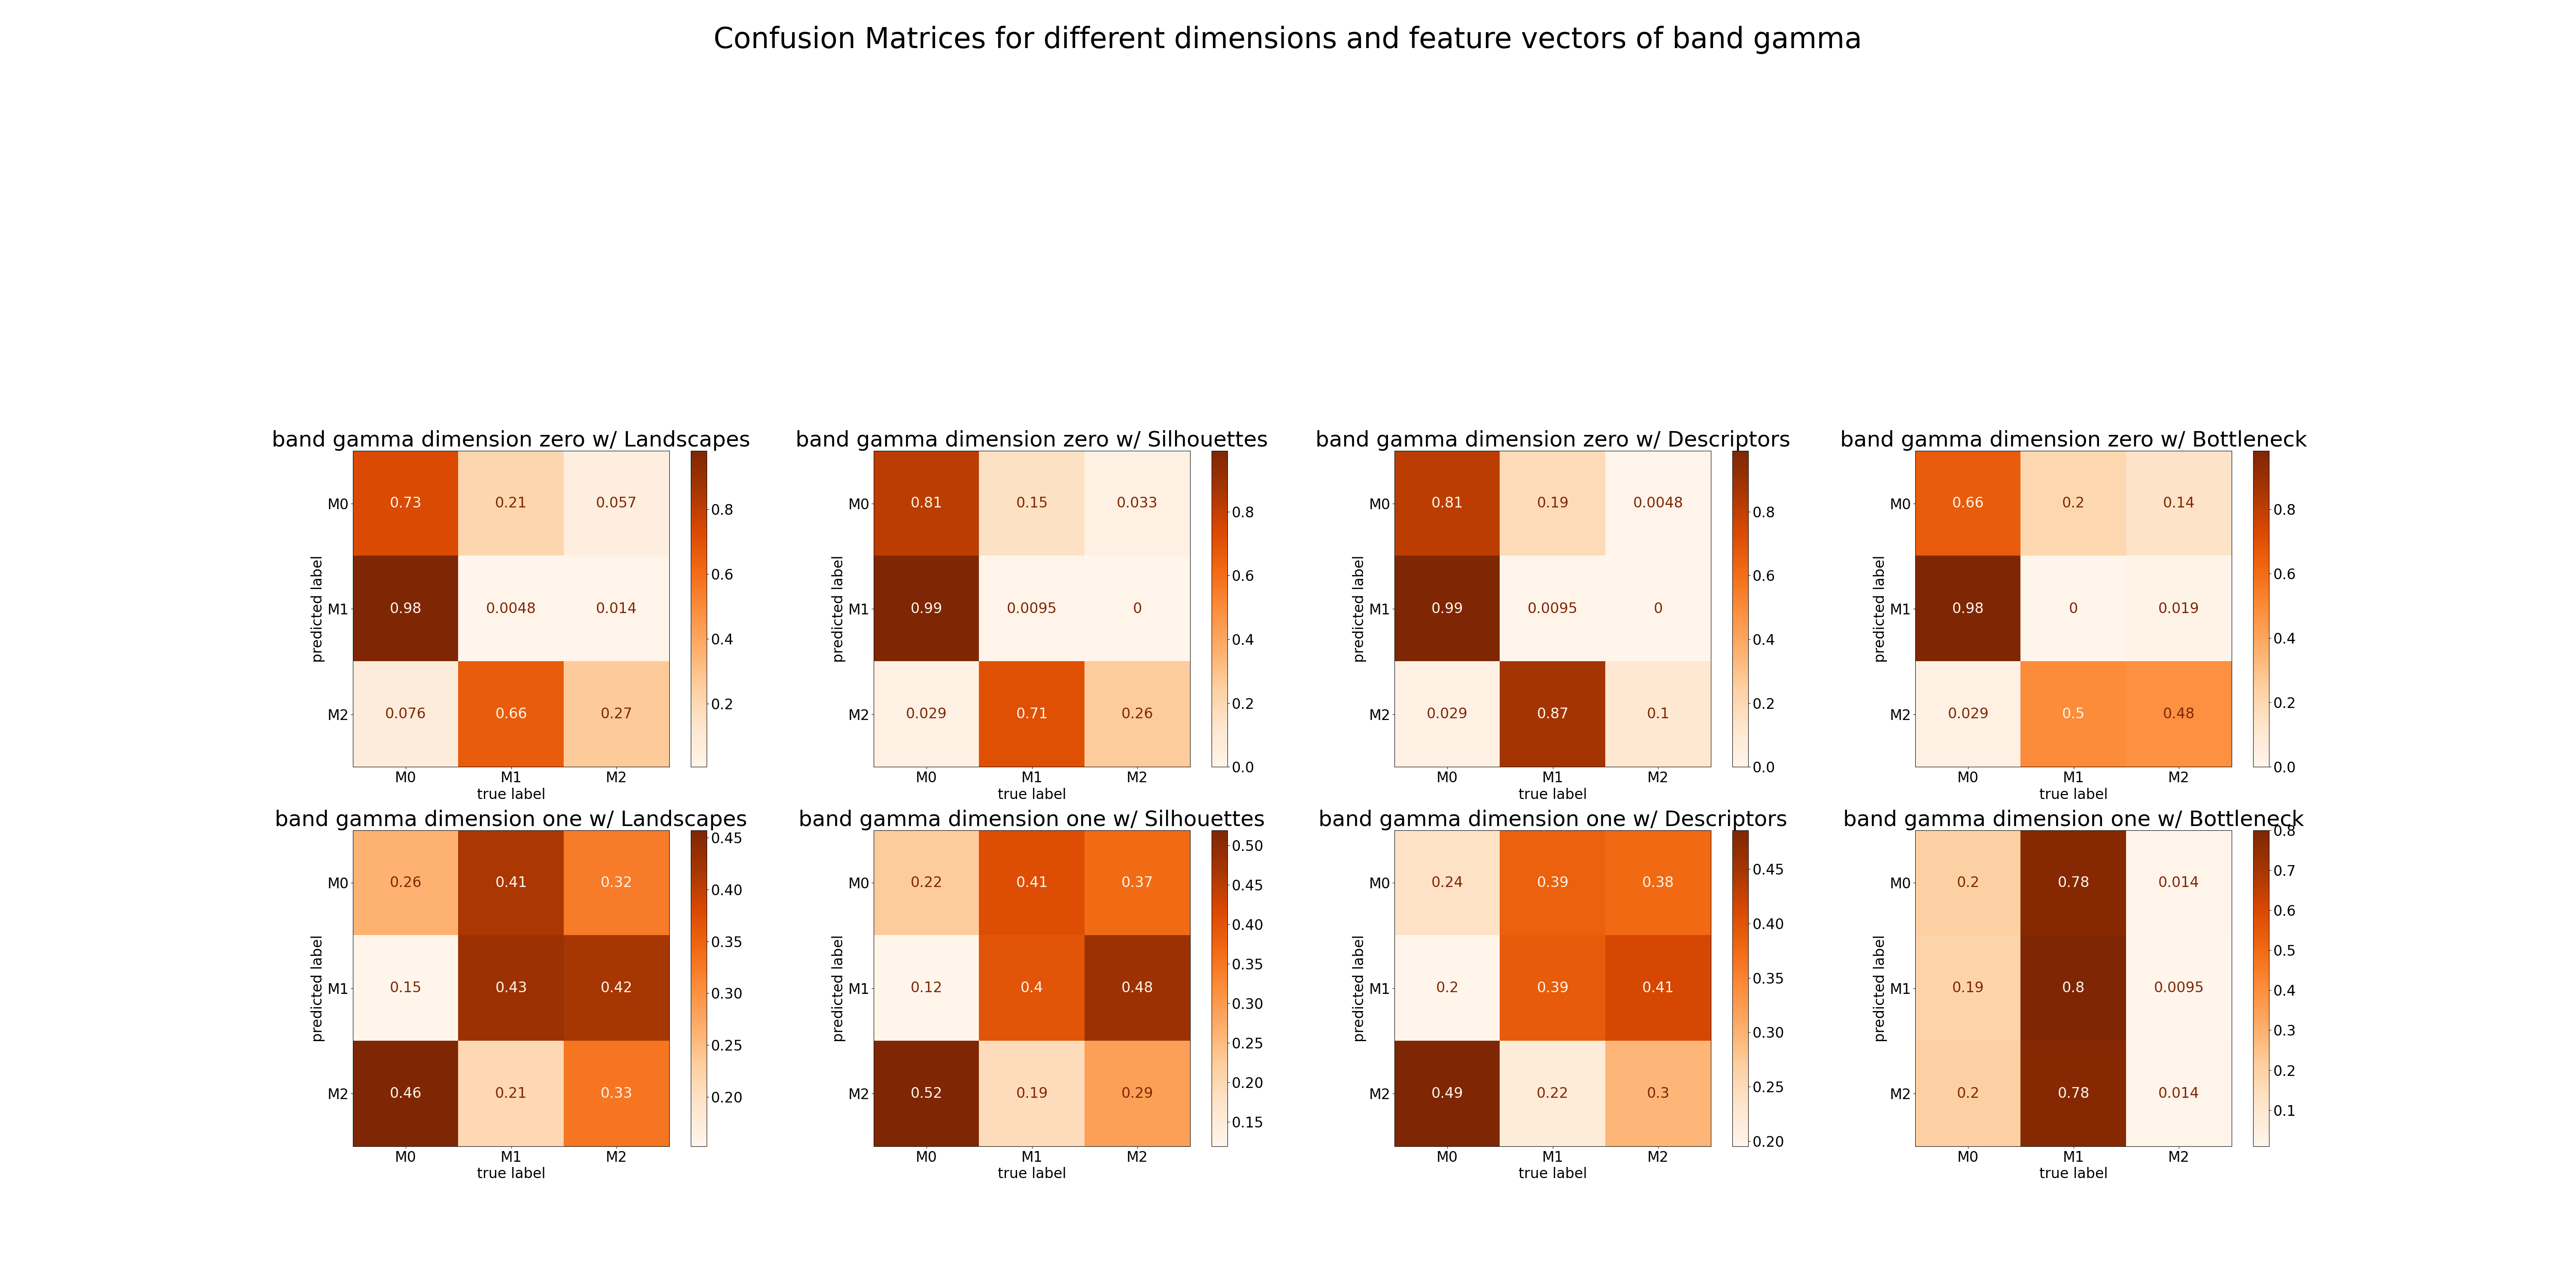 Confusion Matrices for different dimensions and feature vectors of band gamma
band gamma dimension zero w/ Landscapes
predicted label
M0
0.73 0.21 0.057
M1
0.98 0.0048 0.014
M2
0.076 0.66 0.27
M0 M1 M2
true label
0.8
0.6
0.4
0.2
band gamma dimension zero w/ Silhouettes
predicted label
M0
0.81 0.15 0.033
M1
0.99 0.0095 0
M2
0.029 0.71 0.26
M0 M1 M2
true label
0.8
0.6
0.4
0.2
0.0
band gamma dimension zero w/ Descriptors
predicted label
M0
0.81 0.19 0.0048
M1
0.99 0.0095 0
M2
0.029 0.87 0.1
M0 M1 M2
true label
0.8
0.6
0.4
0.2
0.0
band gamma dimension zero w/ Bottleneck
predicted label
M0
0.66 0.2 0.14
M1
0.98 0 0.019
M2
0.029 0.5 0.48
M0 M1 M2
true label
0.8
0.6
0.4
0.2
0.0
band gamma dimension one w/ Landscapes
predicted label
M0
0.26 0.41 0.32
M1
0.15 0.43 0.42
M2
0.46 0.21 0.33
M0 M1 M2
true label
0.45
0.40
0.35
0.30
0.25
0.20
band gamma dimension one w/ Silhouettes
predicted label
M0
0.22 0.41 0.37
M1
0.12 0.4 0.48
M2
0.52 0.19 0.29
M0 M1 M2
true label
0.50
0.45
0.40
0.35
0.30
0.25
0.20
0.15
band gamma dimension one w/ Descriptors
predicted label
M0
0.24 0.39 0.38
M1
0.2 0.39 0.41
M2
0.49 0.22 0.3
M0 M1 M2
true label
0.45
0.40
0.35
0.30
0.25
0.20
band gamma dimension one w/ Bottleneck
predicted label
M0
0.2 0.78 0.014
M1
0.19 0.8 0.0095
M2
0.2 0.78 0.014
M0 M1 M2
true label
0.8
0.7
0.6
0.5
0.4
0.3
0.2
0.1